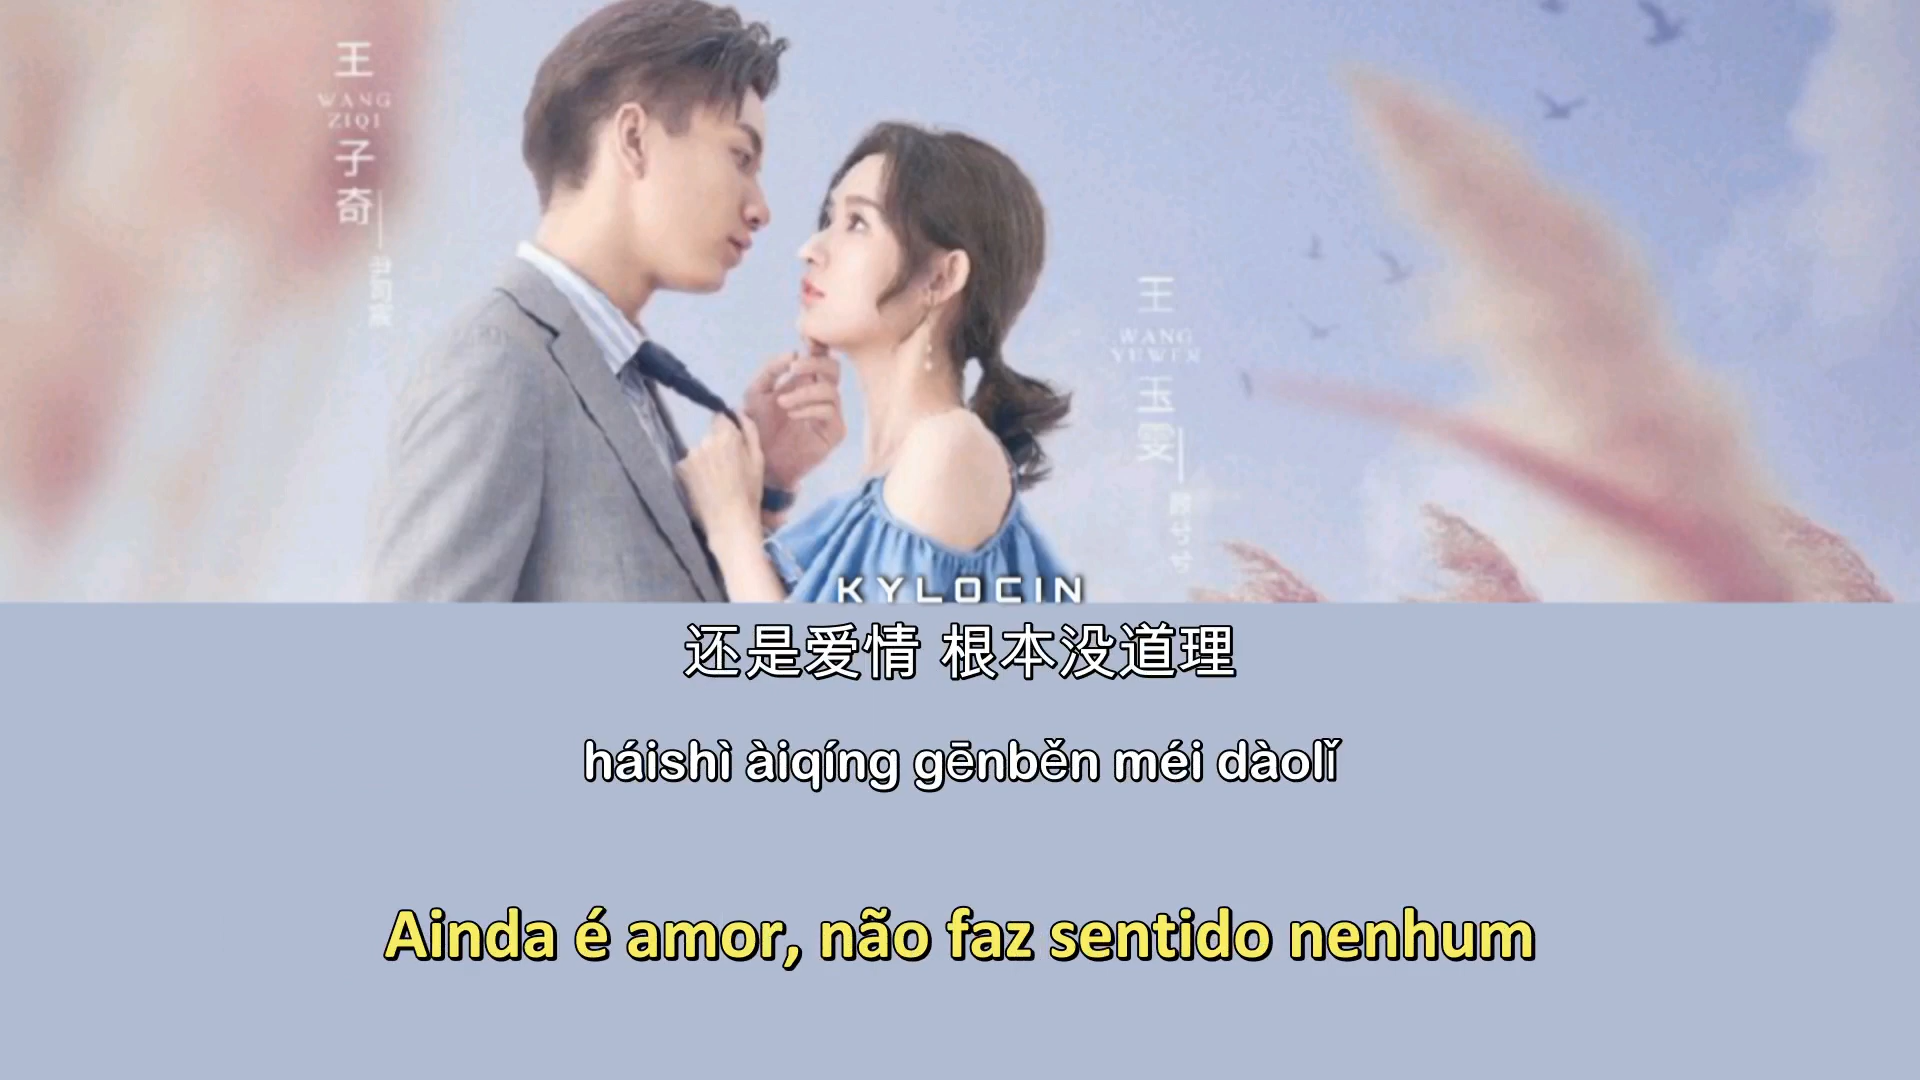 王
WANG
ZIQI
子
奇
王
WANG
YUWEN
玉
雯
KYLOCIN
还是爱情 根本没道理
háishì àiqíng gēnběn méi dàolǐ
Ainda é amor, não faz sentido nenhum